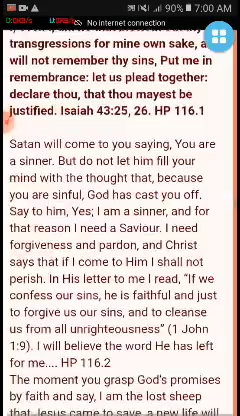 90% 7:00 AM
No internet connection
transgressions for mine own sake, a
will not remember thy sins, Put me in
remembrance: let us plead together:
declare thou, that thou mayest be
justified. Isaiah 43:25, 26. HP 116.1
Satan will come to you saying, You are
a sinner. But do not let him fill your
mind with the thought that, because
you are sinful, God has cast you off.
Say to him, Yes; I am a sinner, and for
that reason I need a Saviour. I need
forgiveness and pardon, and Christ
says that if I come to Him I shall not
perish. In His letter to me I read, “If we
confess our sins, he is faithful and just
to forgive us our sins, and to cleanse
us from all unrighteousness” (1 John
1:9). I will believe the word He has left
for me.... HP 116.2
The moment you grasp God's promises
by faith and say, I am the lost sheep
that Jesus came to save, a new life will